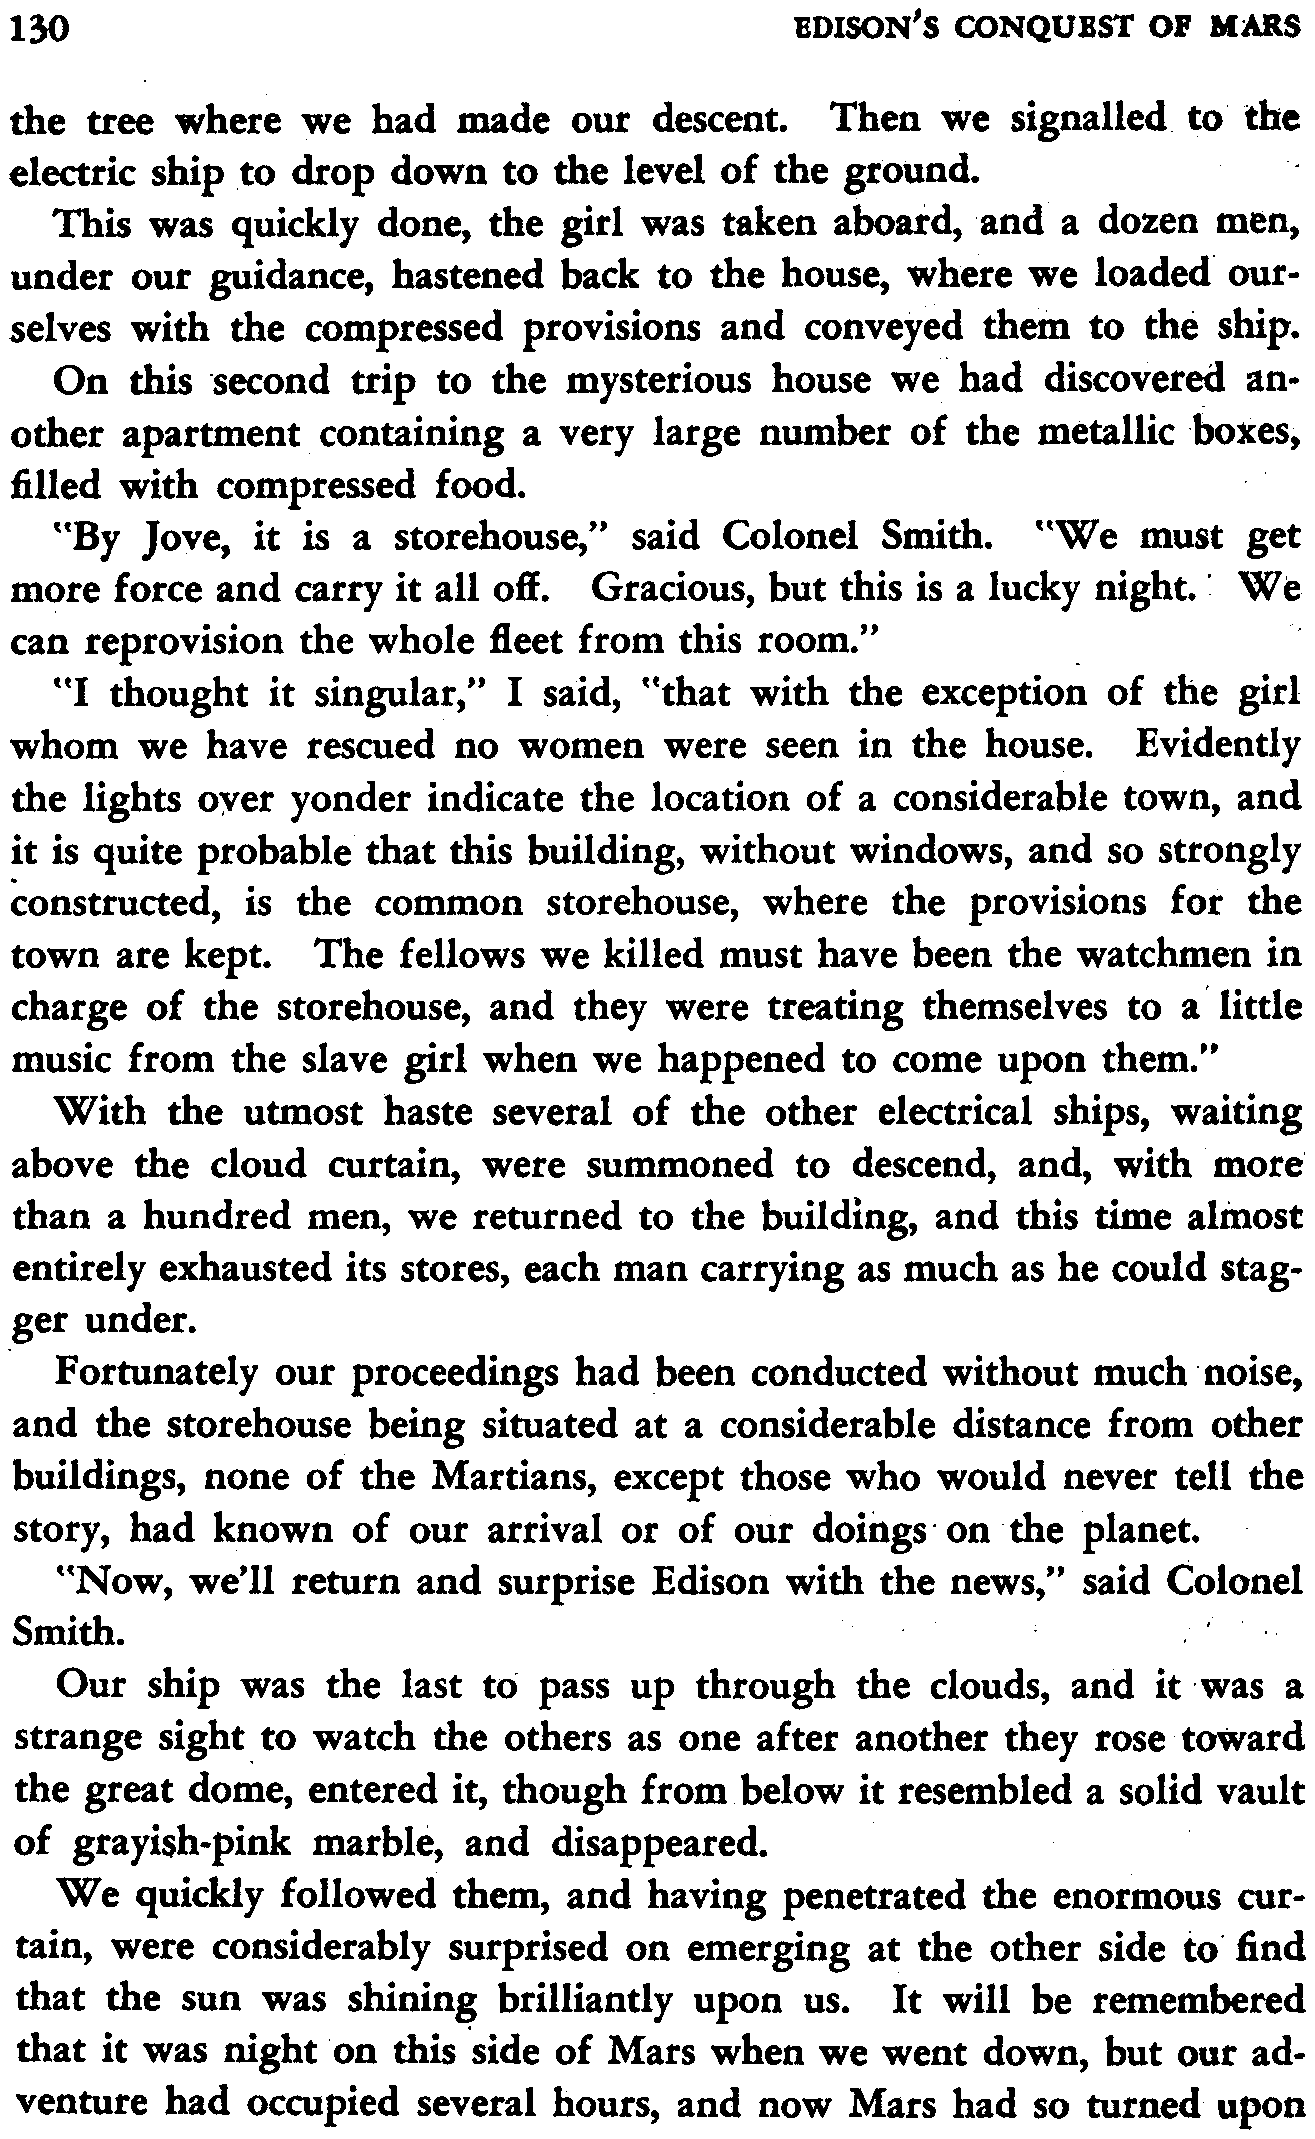 130 EDISON'S CONQUEST OF MARS
the tree where we had made our descent. Then we signalled to the
electric ship to drop down to the level of the ground.
This was quickly done, the girl was taken aboard, and a dozen men,
under our guidance, hastened back to the house, where we loaded our-
selves with the compressed provisions and conveyed them to the ship.
On this second trip to the mysterious house we had discovered an-
other apartment containing a very large number of the metallic boxes,
filled with compressed food.
"By Jove, it is a storehouse," said Colonel Smith. "We must get
more force and carry it all off. Gracious, but this is a lucky night. We
can reprovision the whole fleet from this room."
"I thought it singular," I said, "that with the exception of the girl
whom we have rescued no women were seen in the house. Evidently
the lights over yonder indicate the location of a considerable town, and
it is quite probable that this building, without windows, and so strongly
constructed, is the common storehouse, where the provisions for the
town are kept. The fellows we killed must have been the watchmen in
charge of the storehouse, and they were treating themselves to a little
music from the slave girl when we happened to come upon them."
With the utmost haste several of the other electrical ships, waiting
above the cloud curtain, were summoned to descend, and, with more
than a hundred men, we returned to the building, and this time almost
entirely exhausted its stores, each man carrying as much as he could stag-
ger under.
Fortunately our proceedings had been conducted without much noise,
and the storehouse being situated at a considerable distance from other
buildings, none of the Martians, except those who would never tell the
story, had known of our arrival or of our doings on the planet.
"Now, we'll return and surprise Edison with the news," said Colonel
Smith.
Our ship was the last to pass up through the clouds, and it was a
strange sight to watch the others as one after another they rose toward
the great dome, entered it, though from below it resembled a solid vault
of grayish-pink marble, and disappeared.
We quickly followed them, and having penetrated the enormous cur-
tain, were considerably surprised on emerging at the other side to find
that the sun was shining brilliantly upon us. It will be remembered
that it was night on this side of Mars when we went down, but our ad-
venture had occupied several hours, and now Mars had so turned upon